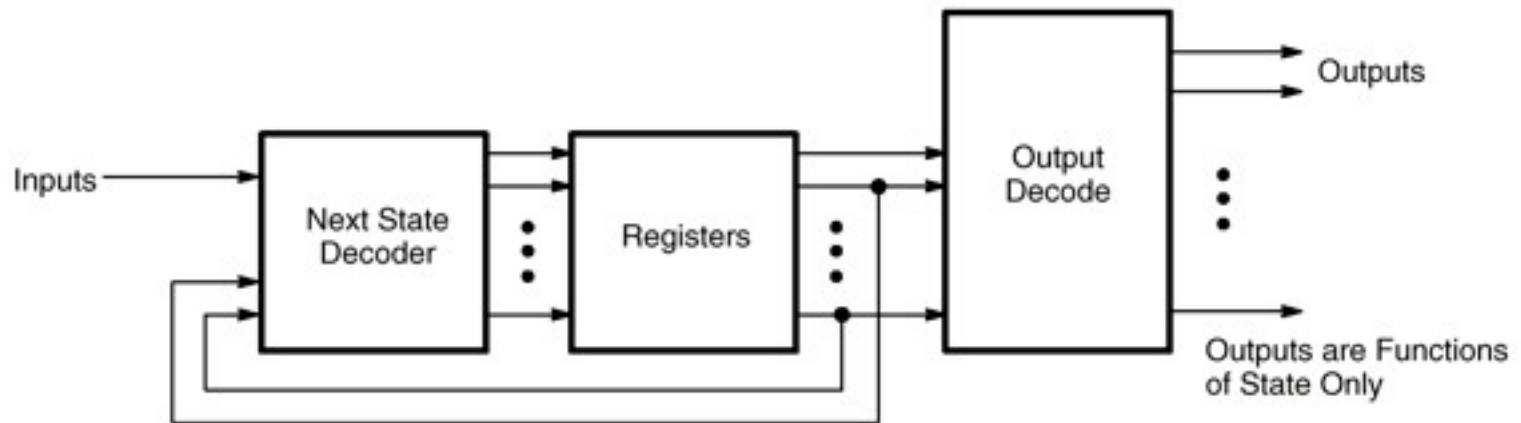 Inputs
Next State
Decoder
Registers
Output
Decode
Outputs
Outputs are Functions
of State Only